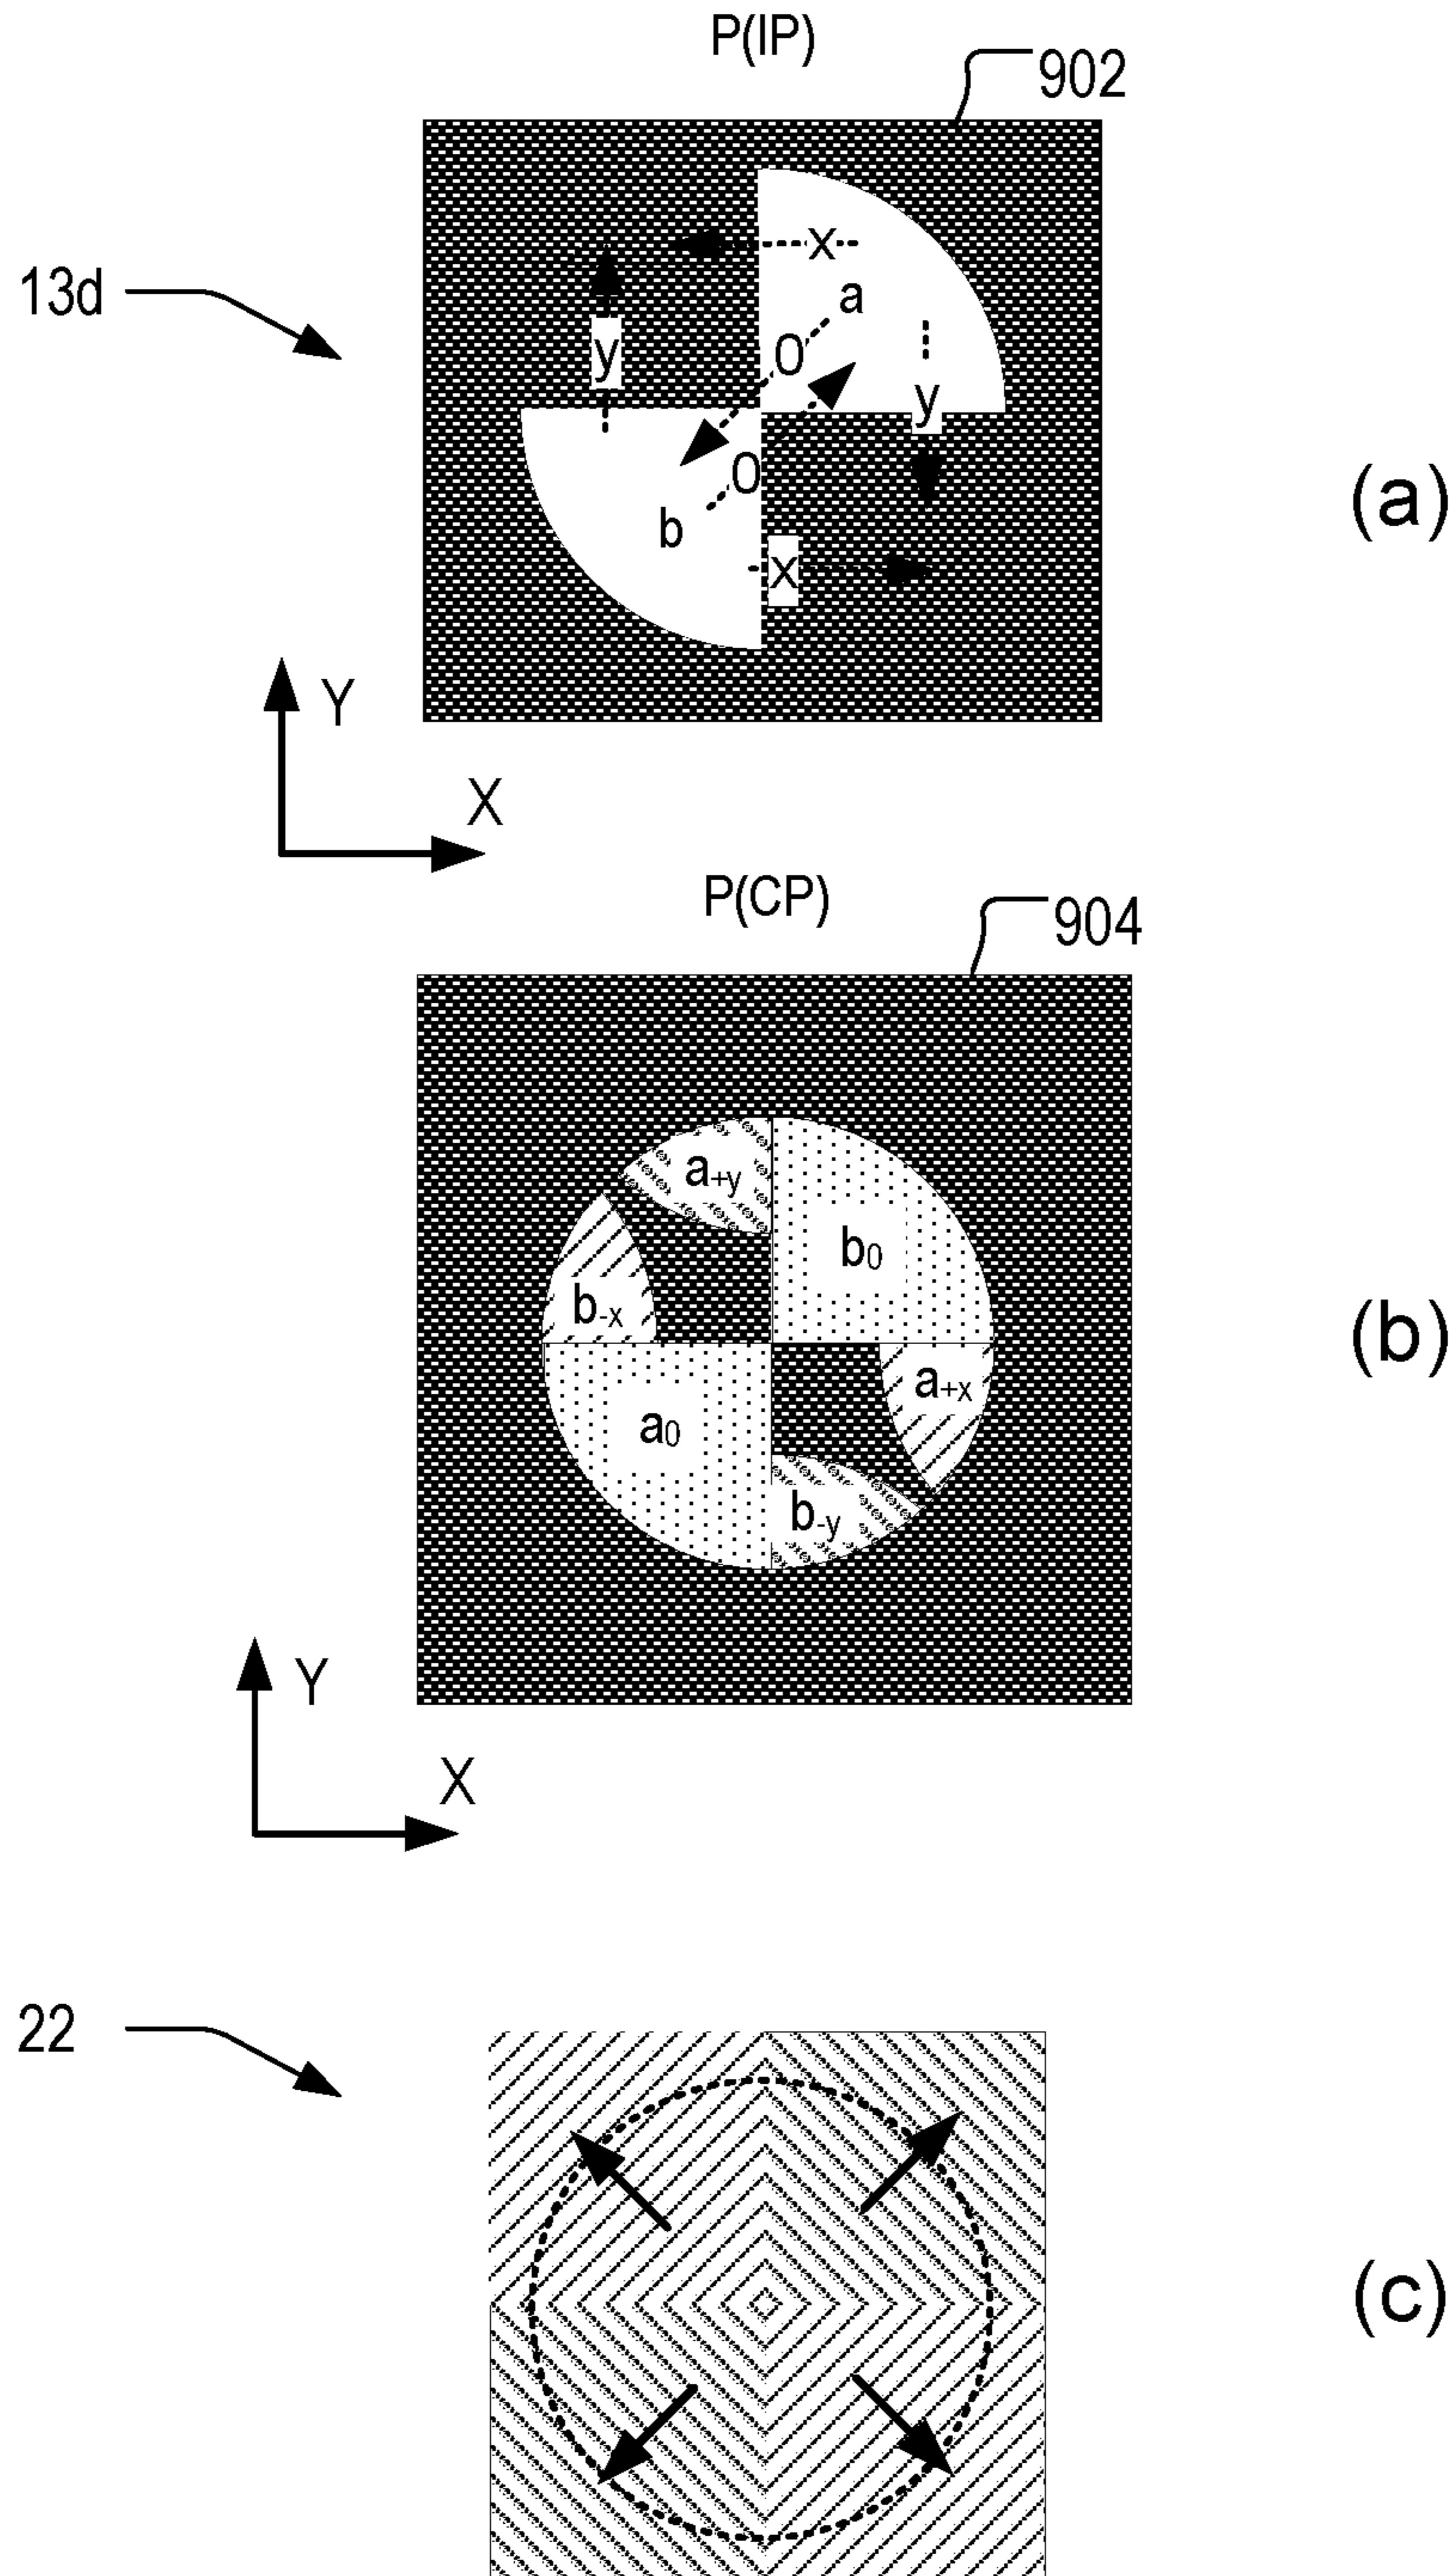 P(IP)
902
13d
x
a
y
0
y
0
b
x
(a)
Y
X
P(CP)
904
a+y
b0
b-x
a+x
a0
b-y
(b)
Y
X
22
(c)